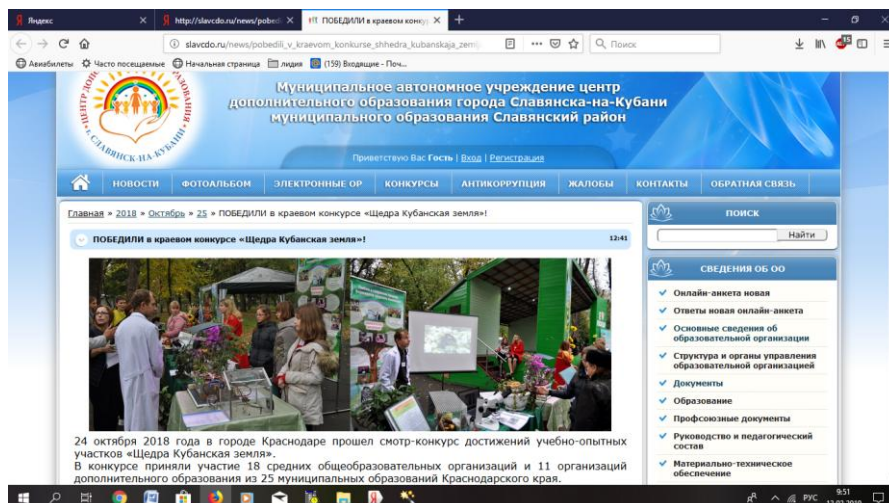 Яндекс
http://slavcdo.ru/news/pobedi
ПОБЕДИЛИ в краевом конку
slavcdo.ru/news/pobedili_v_kraevom_konkurse_shhedra_kubanskaja_zemlj
Поиск
15
Авиабилеты Часто посещаемые Начальная страница лидия (159) Входящие - Поч...
ЦЕНТР
ОБРАЗОВАНИЯ
г. СЛАВЯНСК-НА-КУБАНИ
Муниципальное автономное учреждение центр
дополнительного образования города Славянска-на-Кубани
муниципального образования Славянский район
Приветствую Вас Гость | Вход | Регистрация
НОВОСТИ ФОТОАЛЬБОМ ЭЛЕКТРОННЫЕ ОР КОНКУРСЫ АНТИКОРРУПЦИЯ ЖАЛОБЫ КОНТАКТЫ ОБРАТНАЯ СВЯЗЬ
Главная » 2018 » Октябрь » 25 » ПОБЕДИЛИ в краевом конкурсе «Щедра Кубанская земля»!
ПОБЕДИЛИ в краевом конкурсе «Щедра Кубанская земля»! 12:41
24 октября 2018 года в городе Краснодаре прошел смотр-конкурс достижений учебно-опытных
участков «Щедра Кубанская земля».
В конкурсе приняли участие 18 средних общеобразовательных организаций и 11 организаций
дополнительного образования из 25 муниципальных образований Краснодарского края.
ПОИСК
Найти
СВЕДЕНИЯ ОБ ОО
Онлайн-анкета новая
Ответы новая онлайн-анкета
Основные сведения об
образовательной организации
Структура и органы управления
образовательной организацией
Документы
Образование
Профсоюзные документы
Руководство и педагогический
состав
Материально-техническое
обеспечение
РУС
9:51